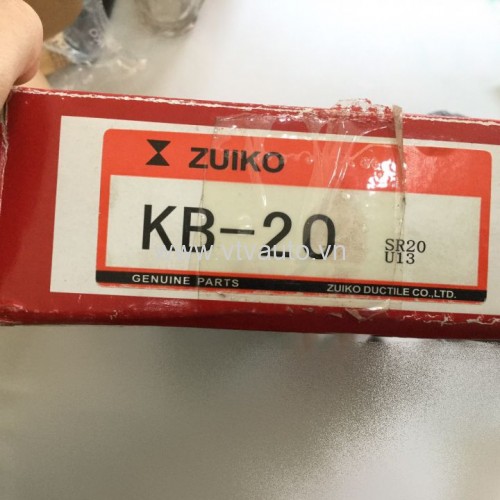 ZUIKO
KB-20
SR20
U13
www.vtvauto.vn
GENUINE PARTS
ZUIKO DUCTILE CO.,LTD.